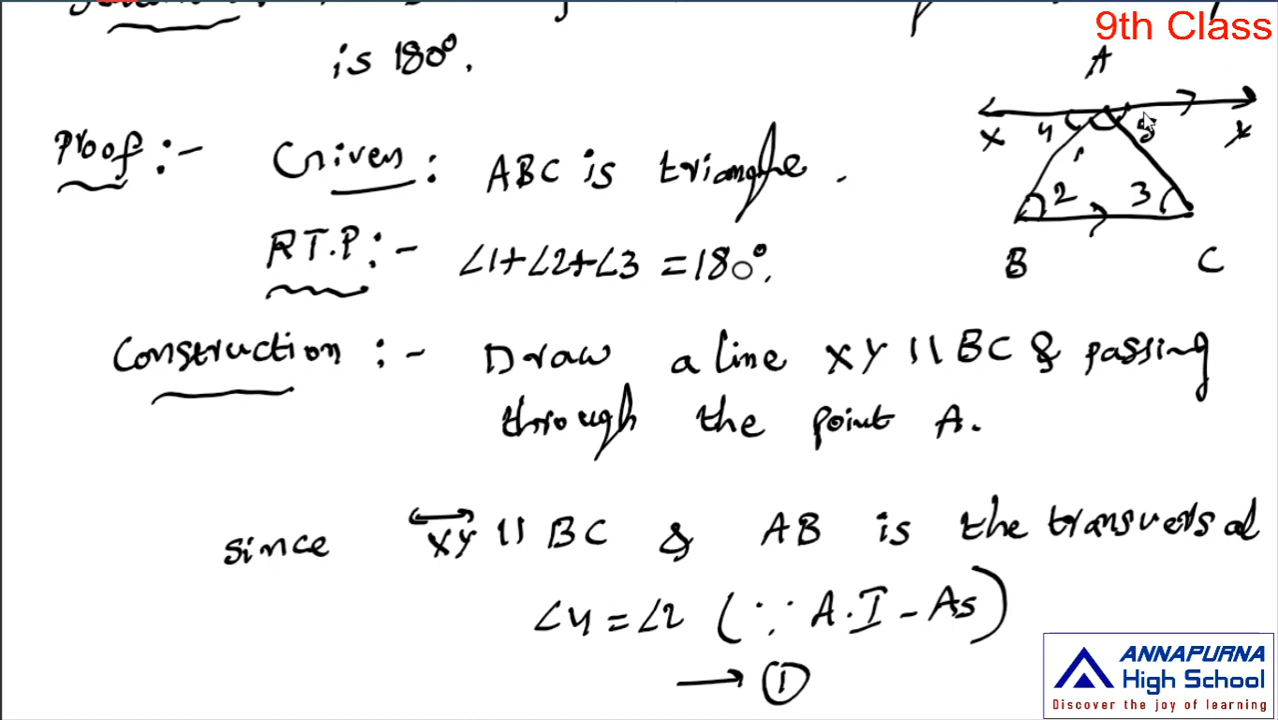 9th Class
is 180°.
A
X 4 5 Y
1
Proof :- Given : ABC is triangle.
2 3
R.T.P :- ∠1+∠2+∠3 = 180°.
B C
Construction :- Draw a line XY || BC & passing
through the point A.
since XY || BC & AB is the transversal
∠4 = ∠2 (∵ A.I-As)
→ ①
ANNAPURNA
High School
Discover the joy of learning